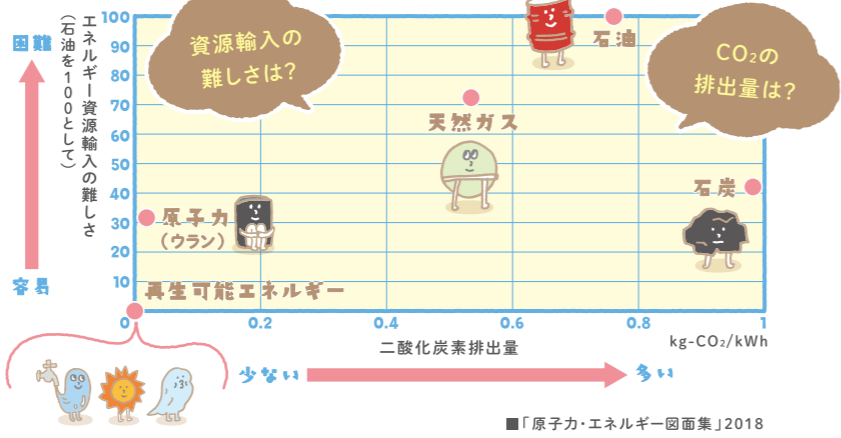 資源輸入の
難しさは?
CO₂の
排出量は?
困難
容易
エネルギー資源輸入の難しさ
(石油を100として)
100
90
80
70
60
50
40
30
20
10
0
0.2
0.4
0.6
0.8
1
石油
天然ガス
石炭
原子力
(ウラン)
再生可能エネルギー
kg-CO₂/kWh
二酸化炭素排出量
少ない
多い
■「原子力・エネルギー図面集」2018